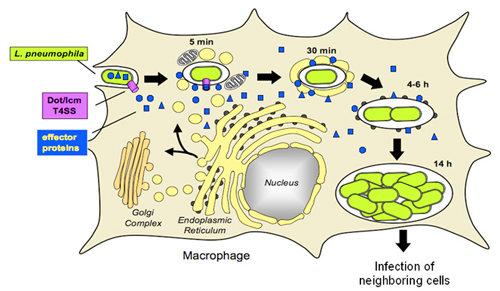 L. pneumophila
Dot/Icm
T4SS
effector
proteins
5 min
30 min
4-6 h
14 h
Nucleus
Golgi
Complex
Endoplasmic
Reticulum
Macrophage
Infection of
neighboring cells